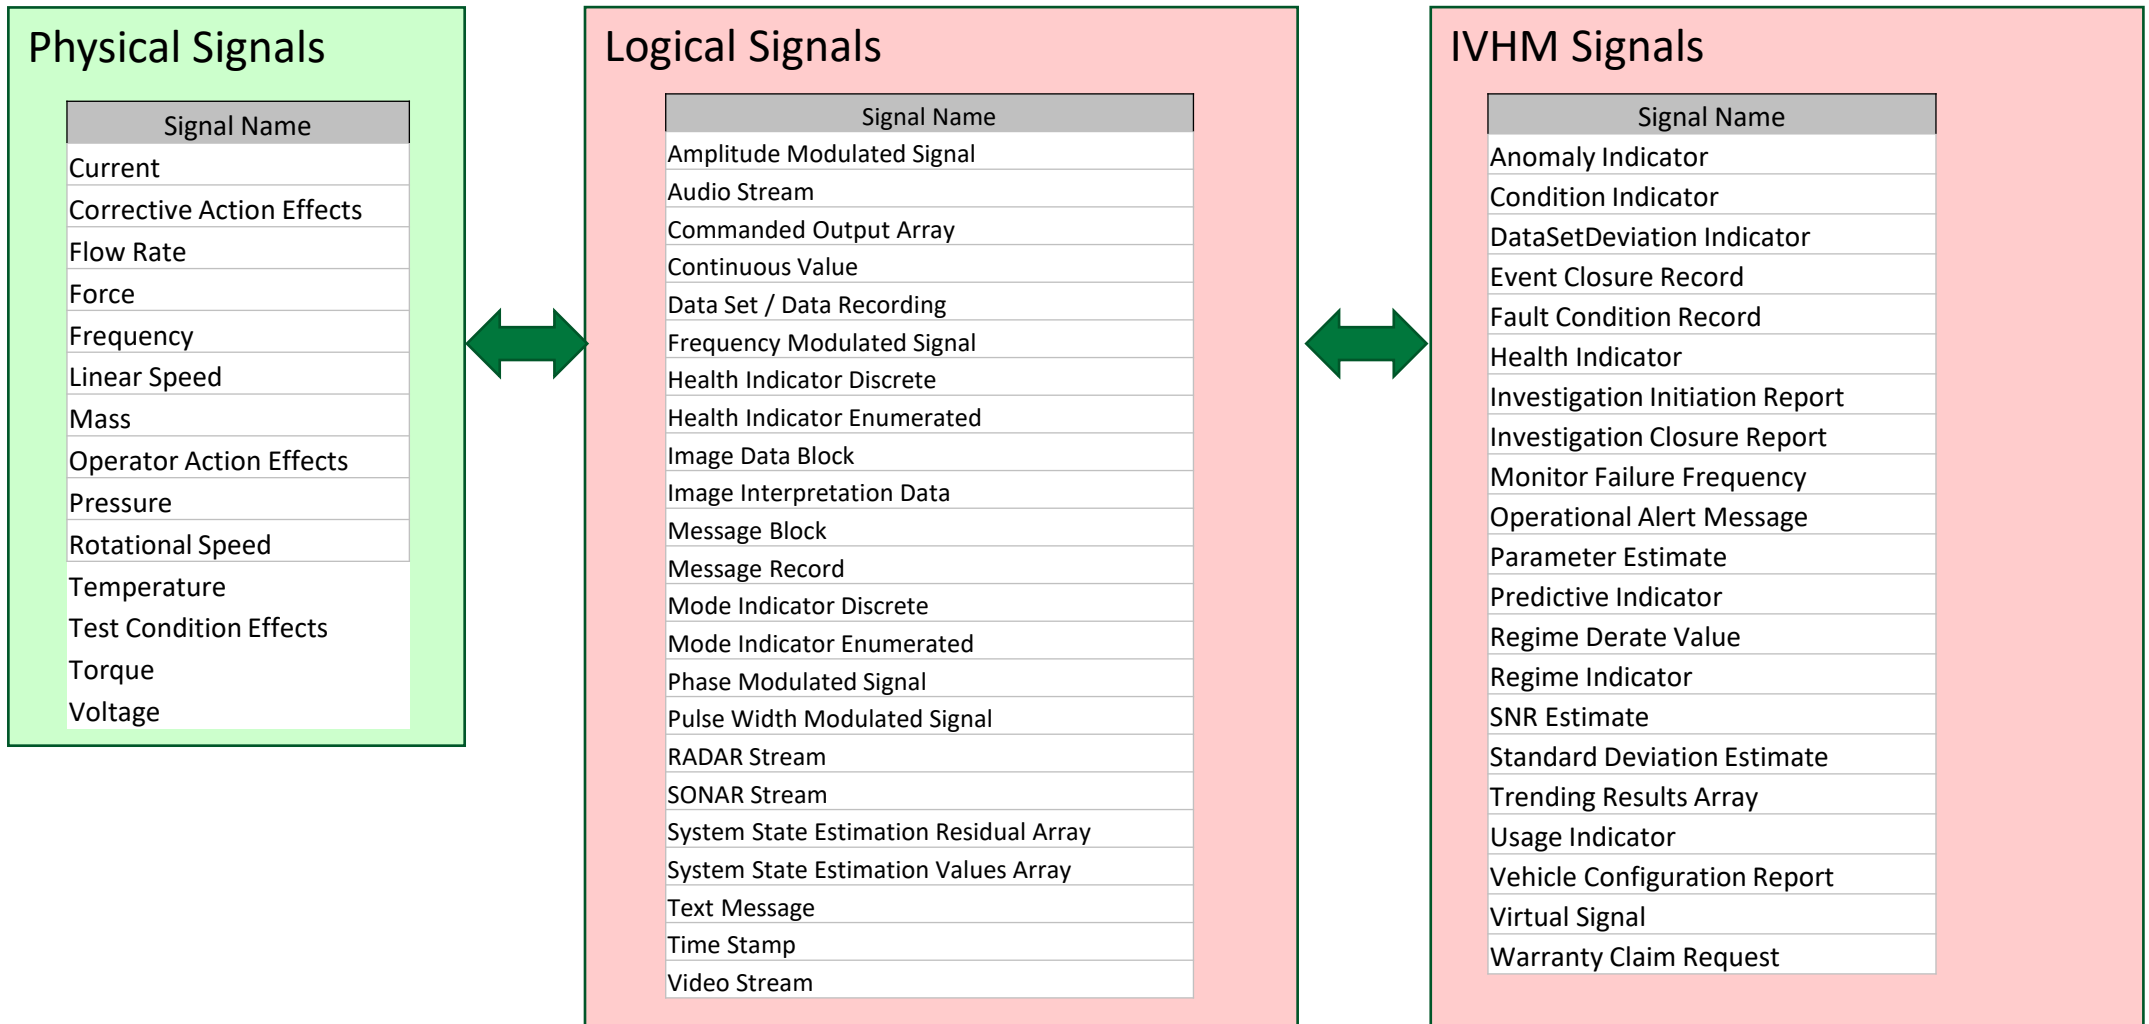 Physical Signals
Signal Name
Current
Corrective Action Effects
Flow Rate
Force
Frequency
Linear Speed
Mass
Operator Action Effects
Pressure
Rotational Speed
Temperature
Test Condition Effects
Torque
Voltage
Logical Signals
Signal Name
Amplitude Modulated Signal
Audio Stream
Commanded Output Array
Continuous Value
Data Set / Data Recording
Frequency Modulated Signal
Health Indicator Discrete
Health Indicator Enumerated
Image Data Block
Image Interpretation Data
Message Block
Message Record
Mode Indicator Discrete
Mode Indicator Enumerated
Phase Modulated Signal
Pulse Width Modulated Signal
RADAR Stream
SONAR Stream
System State Estimation Residual Array
System State Estimation Values Array
Text Message
Time Stamp
Video Stream
IVHM Signals
Signal Name
Anomaly Indicator
Condition Indicator
DataSetDeviation Indicator
Event Closure Record
Fault Condition Record
Health Indicator
Investigation Initiation Report
Investigation Closure Report
Monitor Failure Frequency
Operational Alert Message
Parameter Estimate
Predictive Indicator
Regime Derate Value
Regime Indicator
SNR Estimate
Standard Deviation Estimate
Trending Results Array
Usage Indicator
Vehicle Configuration Report
Virtual Signal
Warranty Claim Request